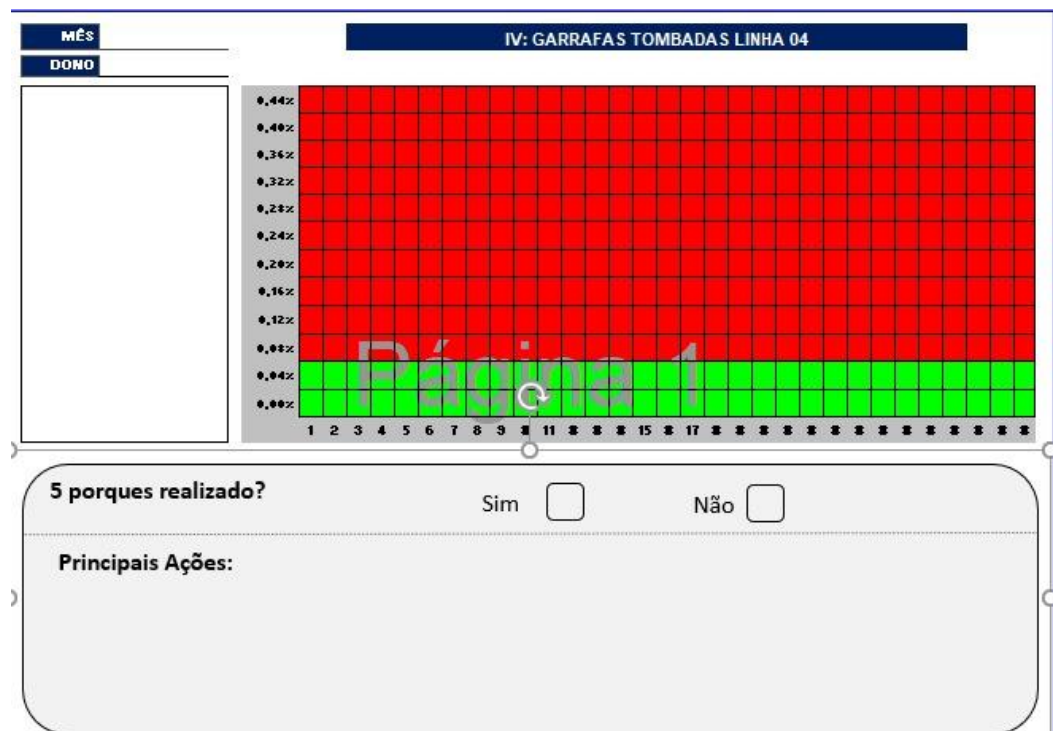 MÊS
IV: GARRAFAS TOMBADAS LINHA 04
DONO
0,44%
0,40%
0,36%
0,32%
0,28%
0,24%
0,20%
0,16%
0,12%
0,08%
0,04%
0,00%
Página 1
1 2 3 4 5 6 7 8 9 11 15 17
5 porques realizado?
Sim
Não
Principais Ações: